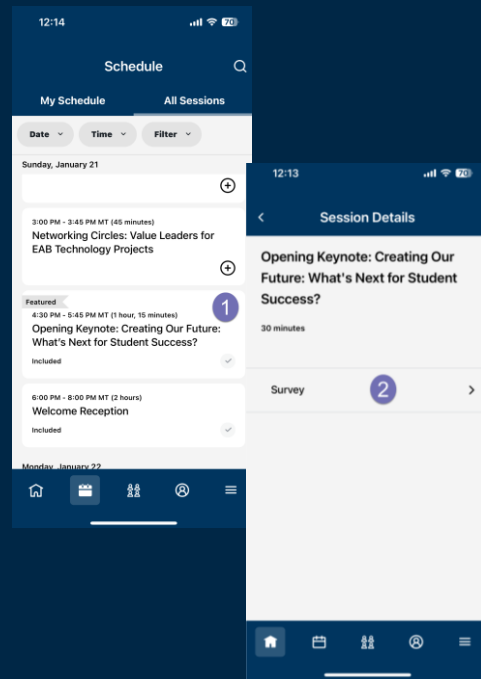 12:14
70
Schedule
My Schedule
All Sessions
Date
Time
Filter
Sunday, January 21
3:00 PM - 3:45 PM MT (45 minutes)
Networking Circles: Value Leaders for
EAB Technology Projects
Featured
4:30 PM - 5:45 PM MT (1 hour, 15 minutes)
1
Opening Keynote: Creating Our Future:
What's Next for Student Success?
Included
6:00 PM - 8:00 PM MT (2 hours)
Welcome Reception
Included
Monday, January 22
12:13
70
Session Details
Opening Keynote: Creating Our
Future: What's Next for Student
Success?
30 minutes
Survey
2